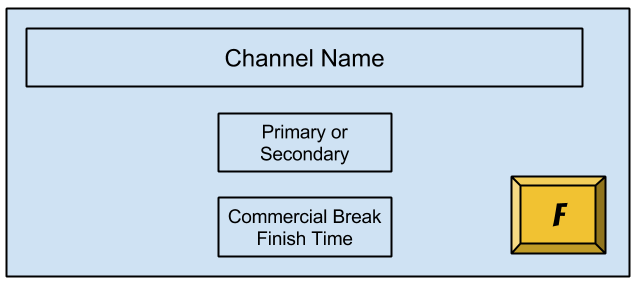 Channel Name
Primary or
Secondary
Commercial Break
Finish Time
F